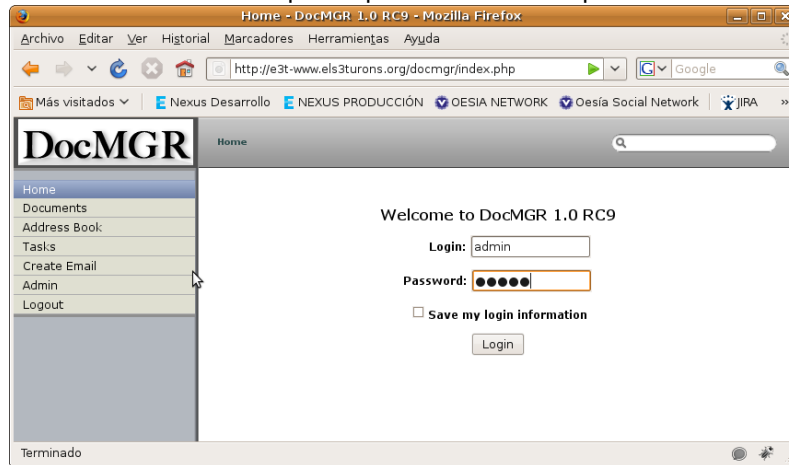 Home - DocMGR 1.0 RC9 - Mozilla Firefox
Archivo Editar Ver Historial Marcadores Herramientas Ayuda
http://e3t-www.els3turons.org/docmgr/index.php G Google
Más visitados E Nexus Desarrollo E NEXUS PRODUCCIÓN OESIA NETWORK Oesía Social Network JIRA »
DocMGR Home
Home
Documents
Address Book
Tasks
Create Email
Admin
Logout
Welcome to DocMGR 1.0 RC9
Login: admin
Password: ●●●●●
Save my login information
Login
Terminado